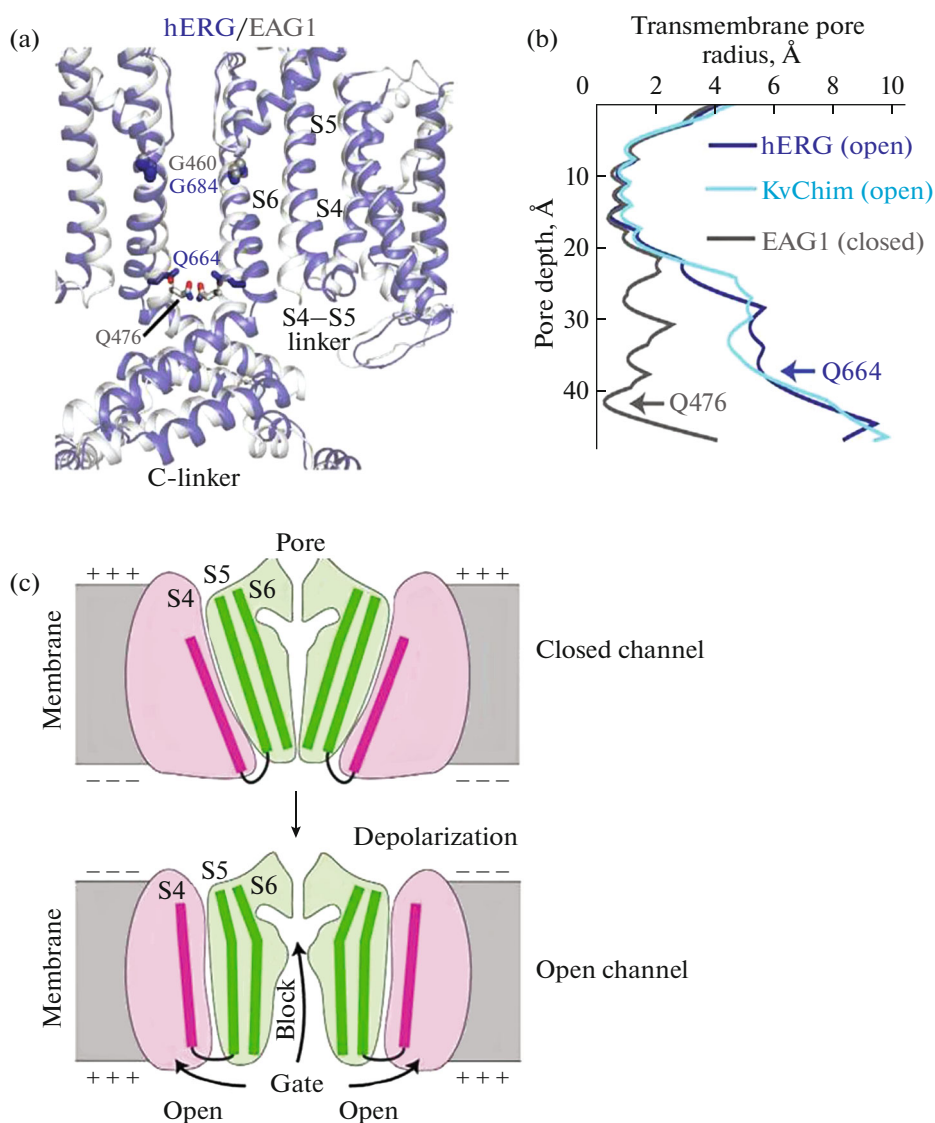 (a)
hERG/EAG1
S5
G460
G684
S6
S4
Q664
Q476
S4–S5
linker
C-linker
(b)
Transmembrane pore
radius, Å
0 2 4 6 8 10
hERG (open)
KvChim (open)
EAG1 (closed)
10
20
30
40
Pore depth, Å
Q664
Q476
(c)
Pore
+ + +
+ + +
S4
S5
S6
Membrane
Closed channel
– – –
– – –
Depolarization
– – –
– – –
S4
S5
S6
Membrane
Open channel
Block
+ + +
+ + +
Gate
Open
Open